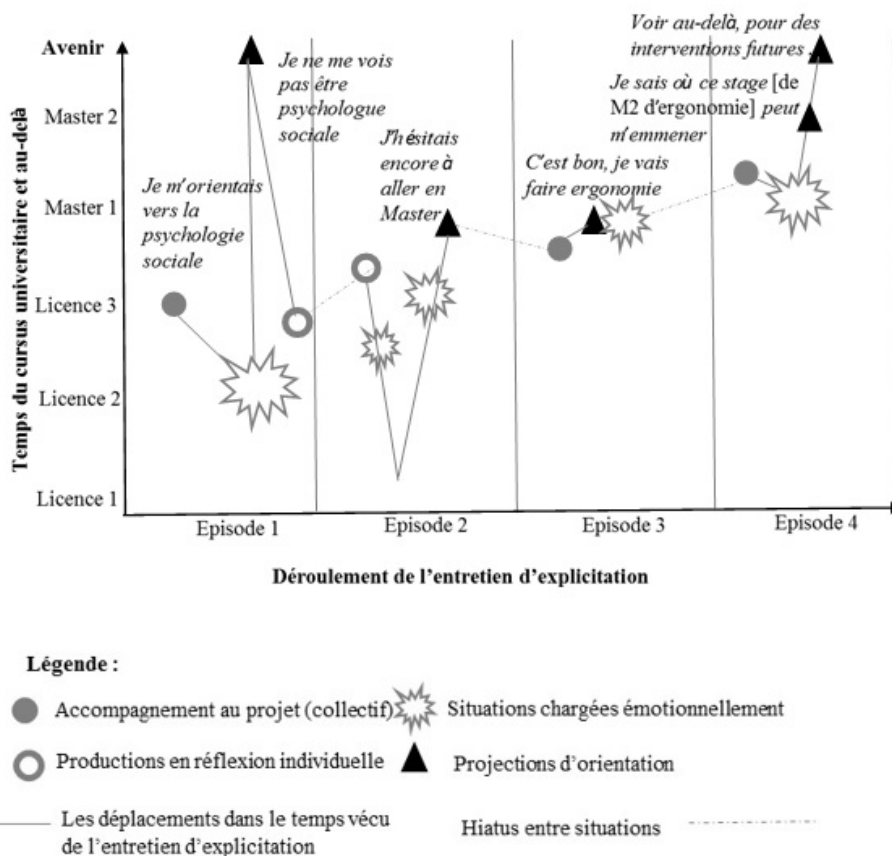 Temps du cursus universitaire et au-delà
Avenir
Master 2
Master 1
Licence 3
Licence 2
Licence 1
Je m'orientais
vers la
psychologie
sociale
Je ne me vois
pas être
psychologue
sociale
J'hésitais
encore à
aller en
Master
C'est bon, je vais
faire ergonomie
Voir au-delà, pour des
interventions futures .
Je sais où ce stage [de
M2 d'ergonomie] peut
m'emmener
Episode 1
Episode 2
Episode 3
Episode 4
Déroulement de l'entretien d'explicitation
Légende :
Accompagnement au projet (collectif)
Situations chargées émotionnellement
Productions en réflexion individuelle
Projections d'orientation
Les déplacements dans le temps vécu
de l'entretien d'explicitation
Hiatus entre situations